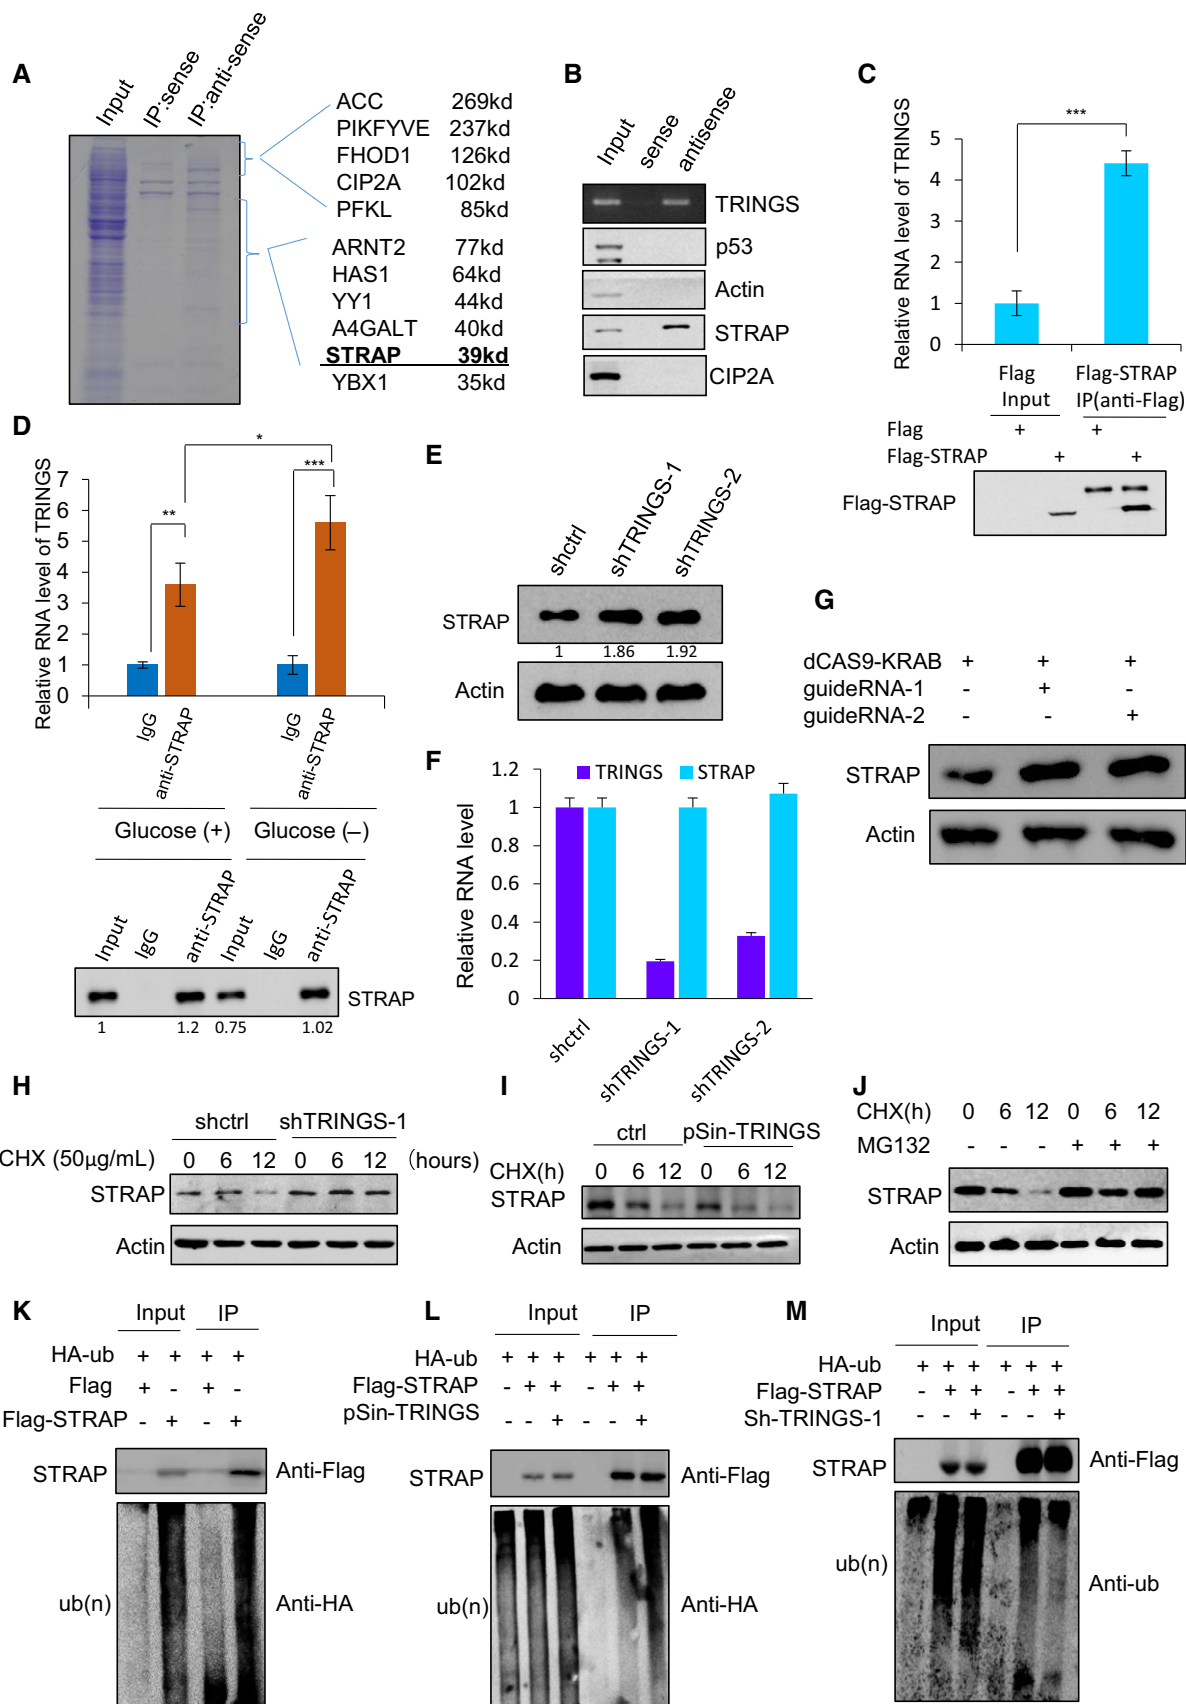 A
Input
IP:sense
IP:anti-sense
ACC 269kd
PIKFYVE 237kd
FHOD1 126kd
CIP2A 102kd
PFKL 85kd
ARNT2 77kd
HAS1 64kd
YY1 44kd
A4GALT 40kd
STRAP 39kd
YBX1 35kd
B
Input
sense
antisense
TRINGS
p53
Actin
STRAP
CIP2A
C
Relative RNA level of TRINGS
5
4
3
2
1
0
***
Flag Flag-STRAP
Input IP(anti-Flag)
Flag + +
Flag-STRAP + +
Flag-STRAP
D
Relative RNA level of TRINGS
7
6
5
4
3
2
1
0
**
***
*
IgG
anti-STRAP
IgG
anti-STRAP
Glucose (+) Glucose (–)
Input
IgG
anti-STRAP
Input
IgG
anti-STRAP
STRAP
1 1.2 0.75 1.02
E
shctrl
shTRINGS-1
shTRINGS-2
STRAP
1 1.86 1.92
Actin
F
TRINGS STRAP
Relative RNA level
1.2
1
0.8
0.6
0.4
0.2
0
shctrl
shTRINGS-1
shTRINGS-2
G
dCAS9-KRAB + + +
guideRNA-1 - + -
guideRNA-2 - - +
STRAP
Actin
H
shctrl shTRINGS-1
CHX (50μg/mL) 0 6 12 0 6 12 (hours)
STRAP
Actin
I
ctrl pSin-TRINGS
CHX(h) 0 6 12 0 6 12
STRAP
Actin
J
CHX(h) 0 6 12 0 6 12
MG132 - - - + + +
STRAP
Actin
K
Input IP
HA-ub + + + +
Flag + - + -
Flag-STRAP - + - +
STRAP Anti-Flag
ub(n) Anti-HA
L
Input IP
HA-ub + + + + + +
Flag-STRAP - + + - + +
pSin-TRINGS - - + - - +
STRAP Anti-Flag
ub(n) Anti-HA
M
Input IP
HA-ub + + + + + +
Flag-STRAP - + + - + +
Sh-TRINGS-1 - - + - - +
STRAP Anti-Flag
ub(n) Anti-ub